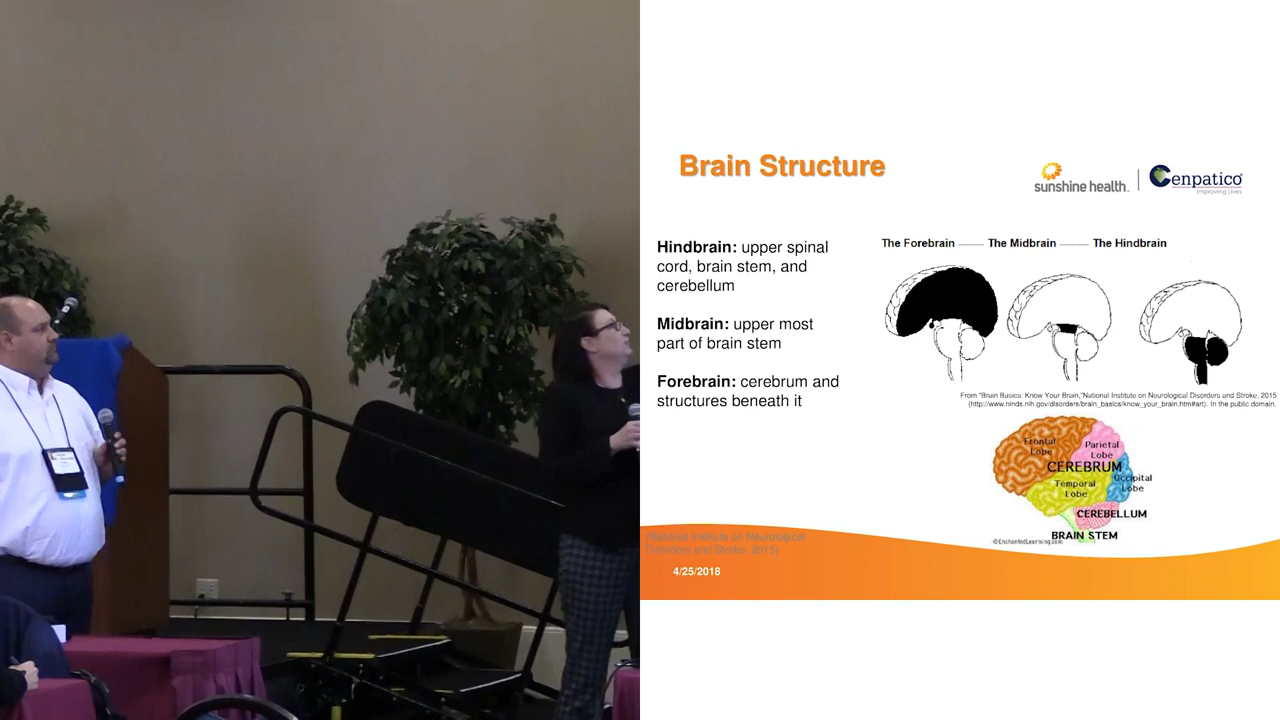 Brain Structure
sunshine health.
Cenpatico
Improving Lives
Hindbrain: upper spinal
cord, brain stem, and
cerebellum
Midbrain: upper most
part of brain stem
Forebrain: cerebrum and
structures beneath it
The Forebrain
The Midbrain
The Hindbrain
From "Brain Basics: Know Your Brain,"National Institute on Neurological Disorders and Stroke, 2015
(http://www.ninds.nih.gov/disorders/brain_basics/know_your_brain.htm#art). In the public domain.
Frontal
Lobe
Parietal
Lobe
CEREBRUM
Temporal
Lobe
Occipital
Lobe
CEREBELLUM
BRAIN STEM
©EnchantedLearning.com
(National Institute on Neurological
Disorders and Stroke, 2015)
4/25/2018